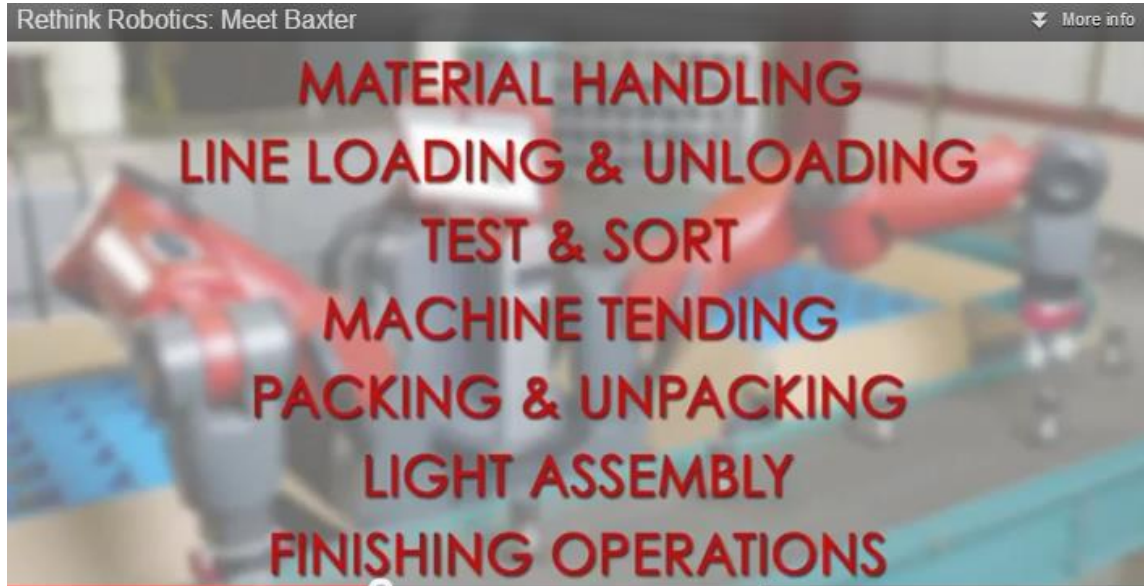 Rethink Robotics: Meet Baxter
More info
MATERIAL HANDLING
LINE LOADING & UNLOADING
TEST & SORT
MACHINE TENDING
PACKING & UNPACKING
LIGHT ASSEMBLY
FINISHING OPERATIONS